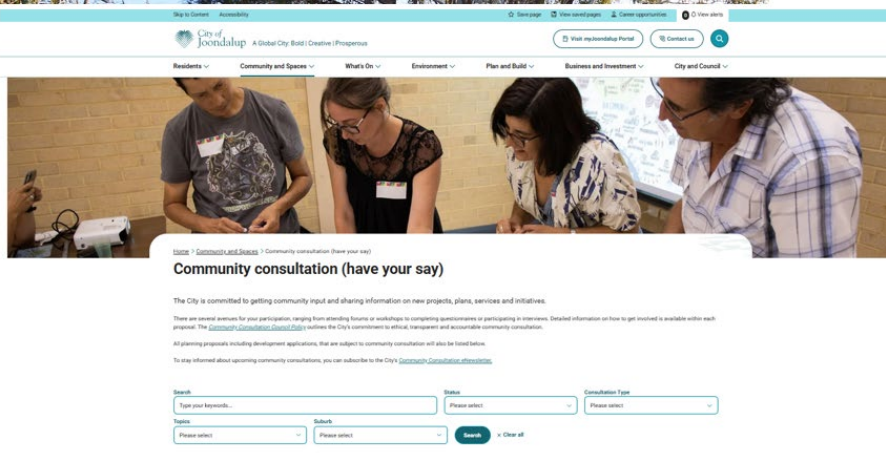 Skip to Content Accessibility Save page View saved pages Career opportunities 0 View alerts
City of
Joondalup A Global City: Bold | Creative | Prosperous Visit myJoondalup Portal Contact us
Residents Community and Spaces What's On Environment Plan and Build Business and Investment City and Council
Home > Community and Spaces > Community consultation (have your say)
Community consultation (have your say)
The City is committed to getting community input and sharing information on new projects, plans, services and initiatives.
There are several avenues for your participation, ranging from attending forums or workshops to completing questionnaires or participating in interviews. Detailed information on how to get involved is available within each
proposal. The Community Consultation Council Policy outlines the City's commitment to ethical, transparent and accountable community consultation.
All planning proposals including development applications, that are subject to community consultation will also be listed below.
To stay informed about upcoming community consultations, you can subscribe to the City's Community Consultation eNewsletter.
Search Status Consultation Type
Type your keywords... Please select Please select
Topics Suburb
Please select Please select Search × Clear all